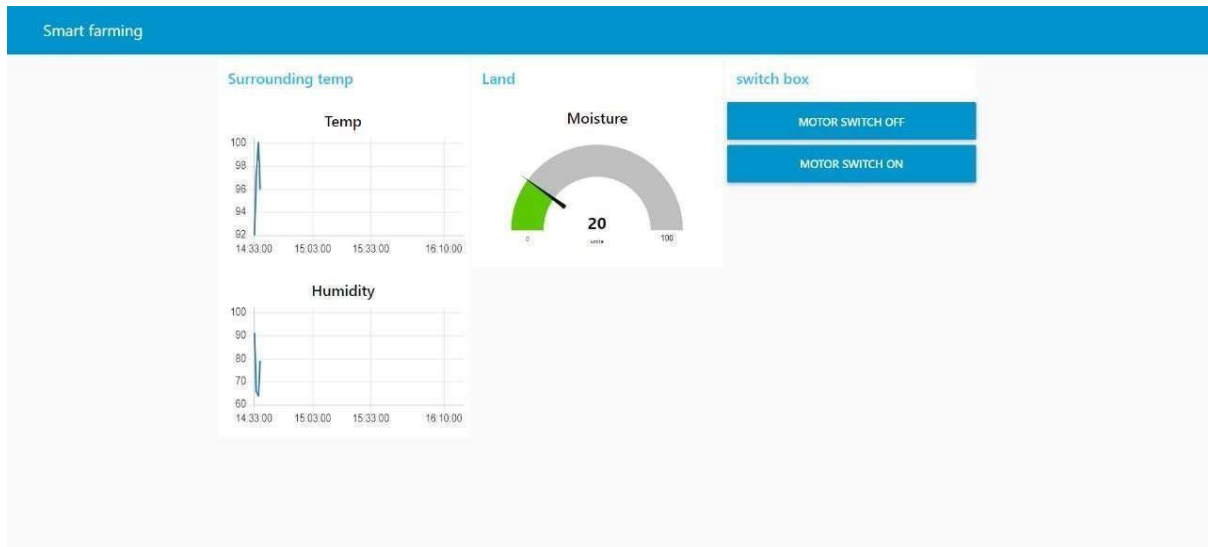 Smart farming
Surrounding temp
Temp
100
98
96
94
92
14:33:00 15:03:00 15:33:00 16:10:00
Humidity
100
90
80
70
60
14:33:00 15:03:00 15:33:00 16:10:00
Land
Moisture
20
0 units 100
switch box
MOTOR SWITCH OFF
MOTOR SWITCH ON